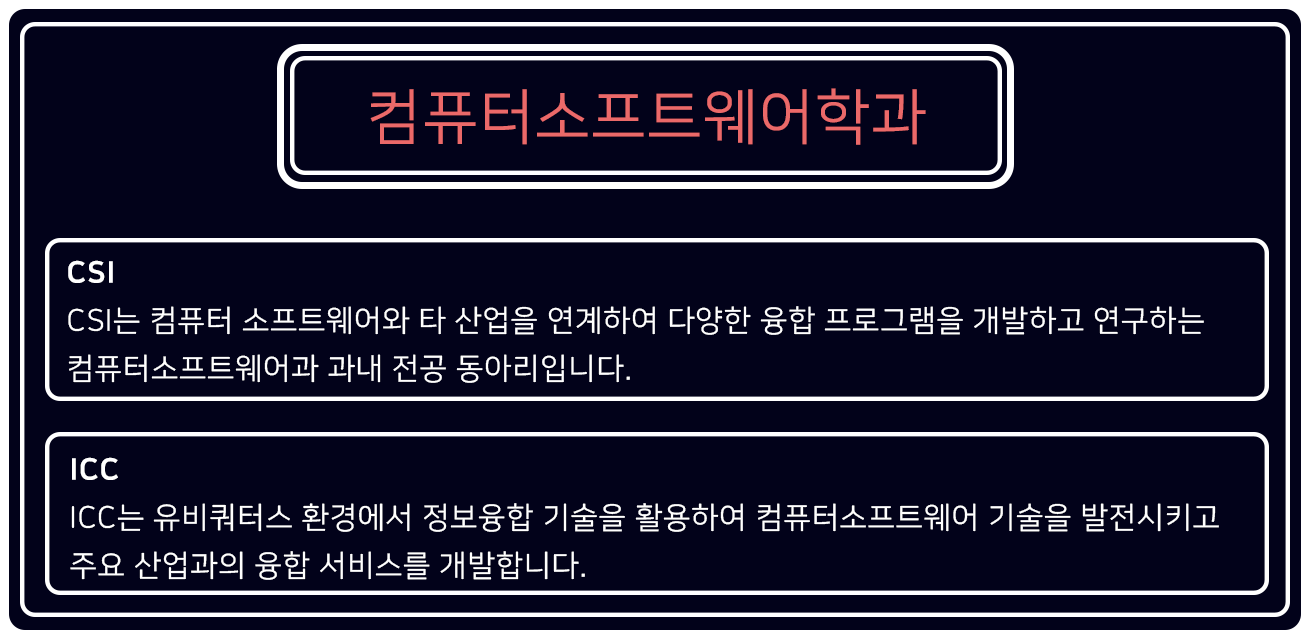 컴퓨터소프트웨어학과
CSI
CSI는 컴퓨터 소프트웨어와 타 산업을 연계하여 다양한 융합 프로그램을 개발하고 연구하는
컴퓨터소프트웨어과 과내 전공 동아리입니다.
ICC
ICC는 유비쿼터스 환경에서 정보융합 기술을 활용하여 컴퓨터소프트웨어 기술을 발전시키고
주요 산업과의 융합 서비스를 개발합니다.